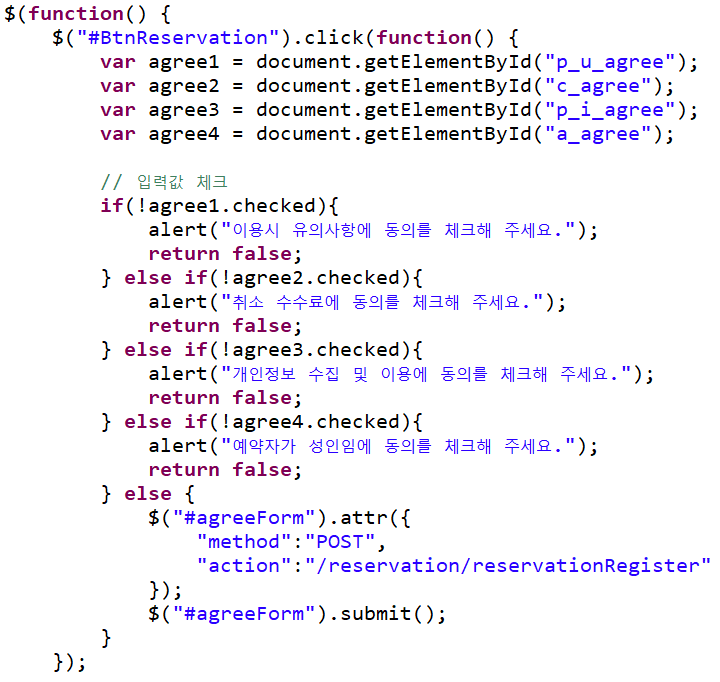 $(function() {
    $("#BtnReservation").click(function() {
        var agree1 = document.getElementById("p_u_agree");
        var agree2 = document.getElementById("c_agree");
        var agree3 = document.getElementById("p_i_agree");
        var agree4 = document.getElementById("a_agree");

        // 입력값 체크
        if(!agree1.checked){
            alert("이용시 유의사항에 동의를 체크해 주세요.");
            return false;
        } else if(!agree2.checked){
            alert("취소 수수료에 동의를 체크해 주세요.");
            return false;
        } else if(!agree3.checked){
            alert("개인정보 수집 및 이용에 동의를 체크해 주세요.");
            return false;
        } else if(!agree4.checked){
            alert("예약자가 성인임에 동의를 체크해 주세요.");
            return false;
        } else {
            $("#agreeForm").attr({
                "method":"POST",
                "action":"/reservation/reservationRegister"
            });
            $("#agreeForm").submit();
        }
    });